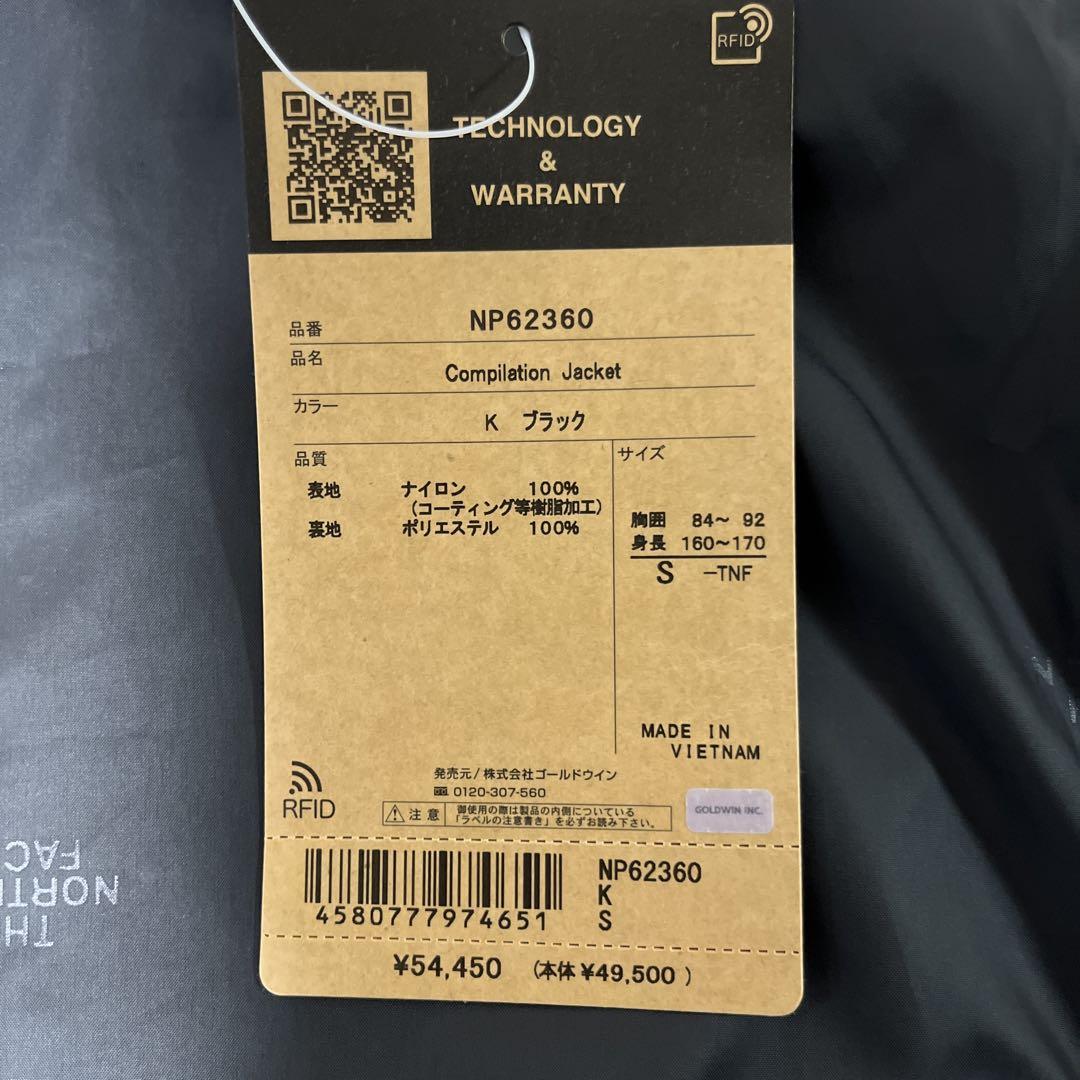 RFID
TECHNOLOGY
&
WARRANTY
品番 NP62360
品名 Compilation Jacket
カラー K ブラック
品質
表地 ナイロン 100%
(コーティング等樹脂加工)
裏地 ポリエステル 100%
サイズ
胸囲 84～ 92
身長 160～170
S -TNF
MADE IN
VIETNAM
発売元/株式会社ゴールドウイン
0120-307-560
RFID
注意 御使用の際は製品の内側についている
「ラベルの注意書き」を必ずお読み下さい。
GOLDWIN INC.
4580777974651
NP62360
K
S
¥54,450 (本体¥49,500 )
TH
NORTH
FAC